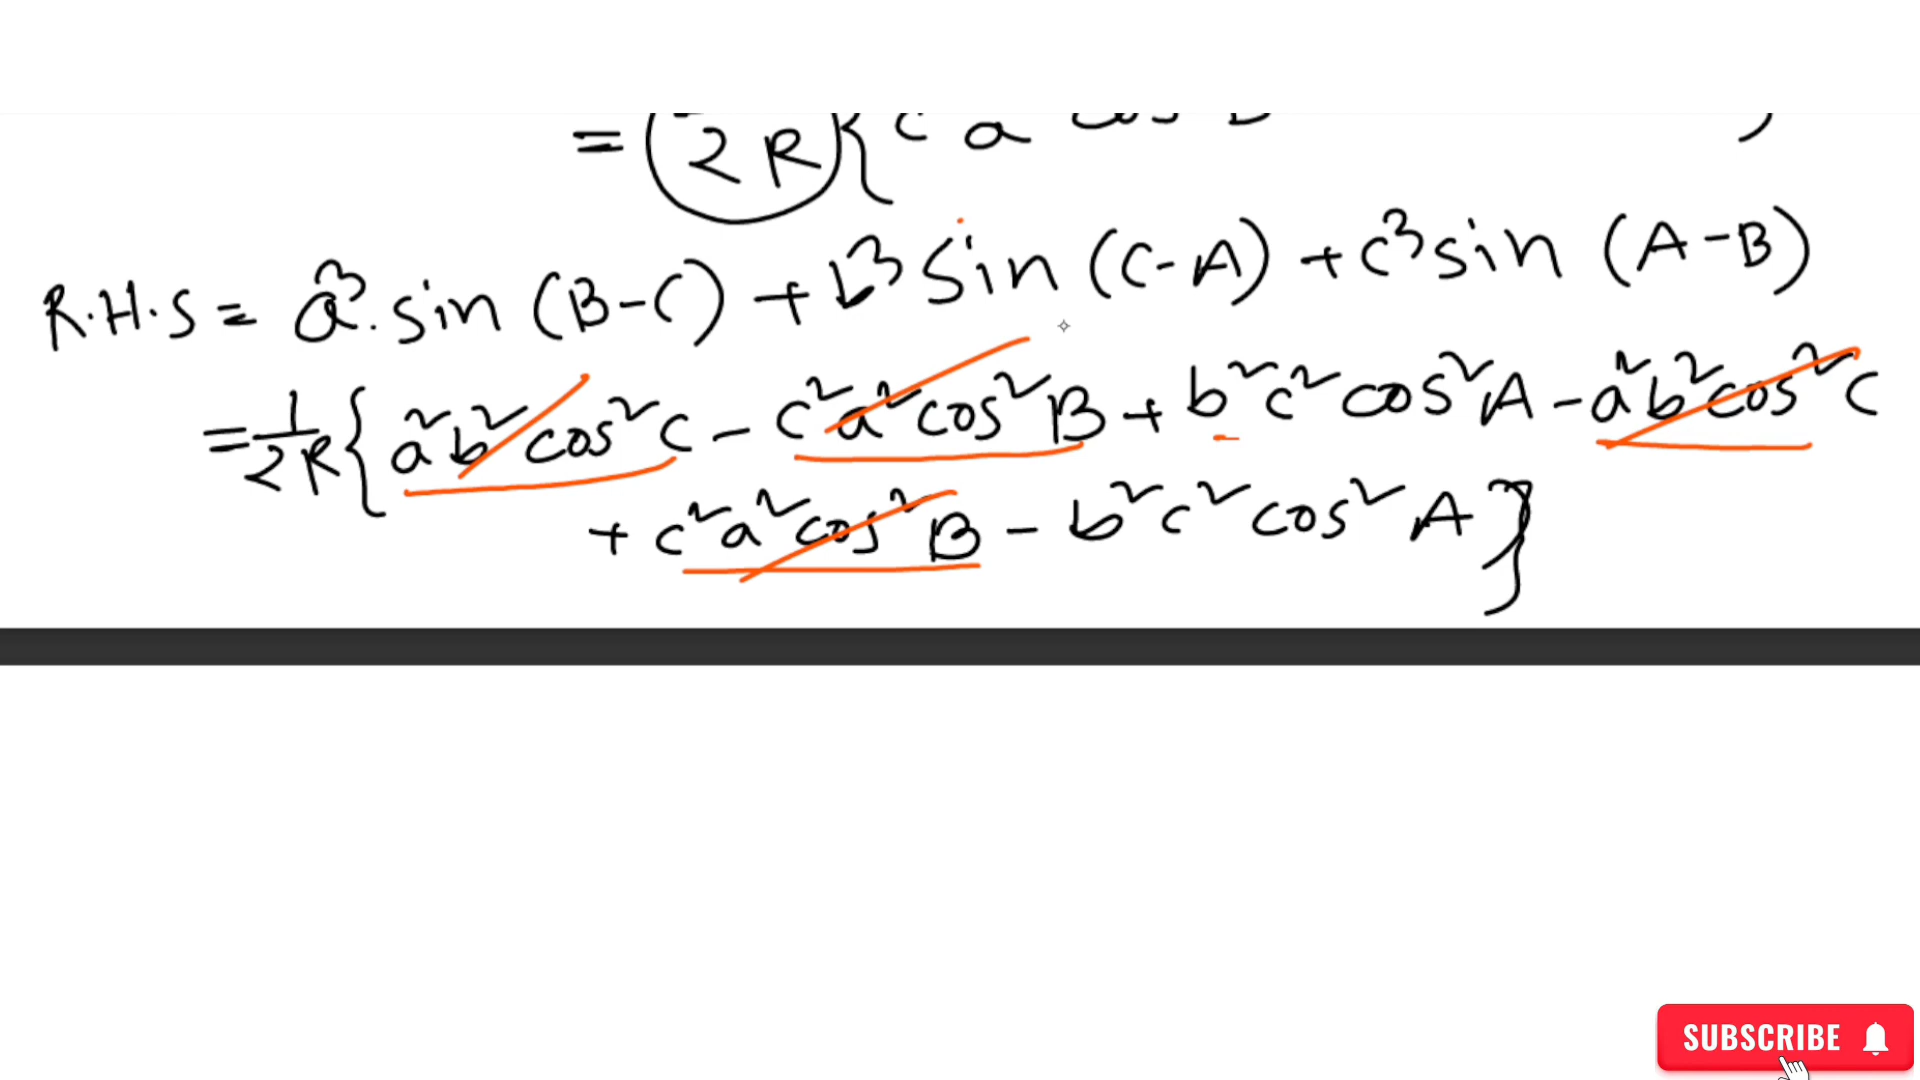 = 2R { c a cos
R.H.S = a³. sin (B-C) + b³ sin (C-A) + c³ sin (A-B)
= 1/2R { a²b² cos²C - c²a² cos²B + b²c² cos²A - a²b² cos²C
+ c²a² cos²B - b²c² cos²A }
SUBSCRIBE